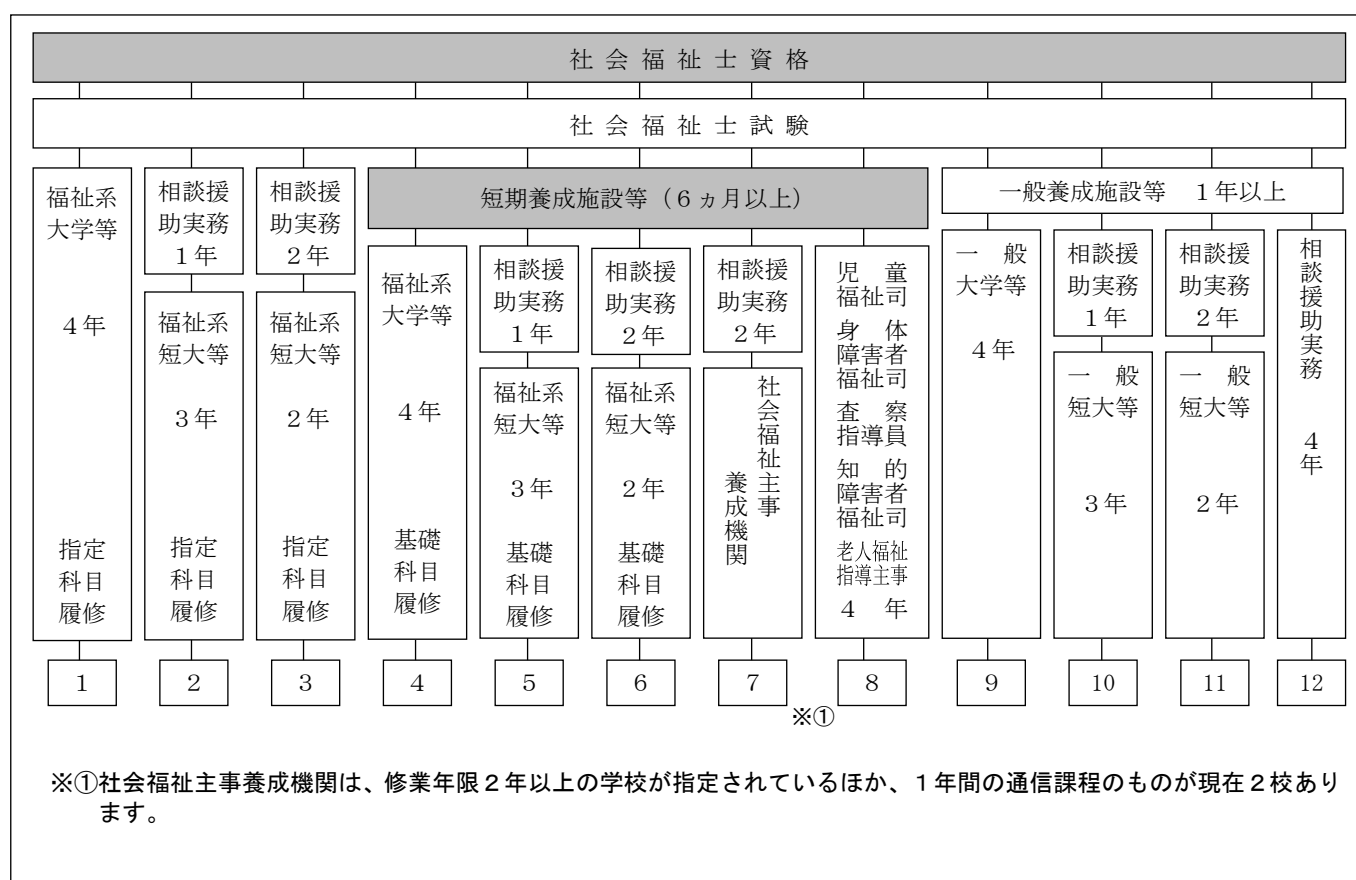 社会福祉士資格
社会福祉士試験
福祉系
大学等
4年
指定
科目
履修
1
相談援
助実務
1年
福祉系
短大等
3年
指定
科目
履修
2
相談援
助実務
2年
福祉系
短大等
2年
指定
科目
履修
3
短期養成施設等（6ヵ月以上）
福祉系
大学等
4年
基礎
科目
履修
4
相談援
助実務
1年
福祉系
短大等
3年
基礎
科目
履修
5
相談援
助実務
2年
福祉系
短大等
2年
基礎
科目
履修
6
相談援
助実務
2年
社会福祉主事
養成機関
7
※①
児童
福祉司
身体
障害者
福祉司
査察
指導員
知的
障害者
福祉司
老人福祉
指導主事
4年
8
一般養成施設等 1年以上
一般
大学等
4年
9
相談援
助実務
1年
一般
短大等
3年
10
相談援
助実務
2年
一般
短大等
2年
11
相談援助実務 4年
12
※①社会福祉主事養成機関は、修業年限２年以上の学校が指定されているほか、１年間の通信課程のものが現在２校あり
ます。